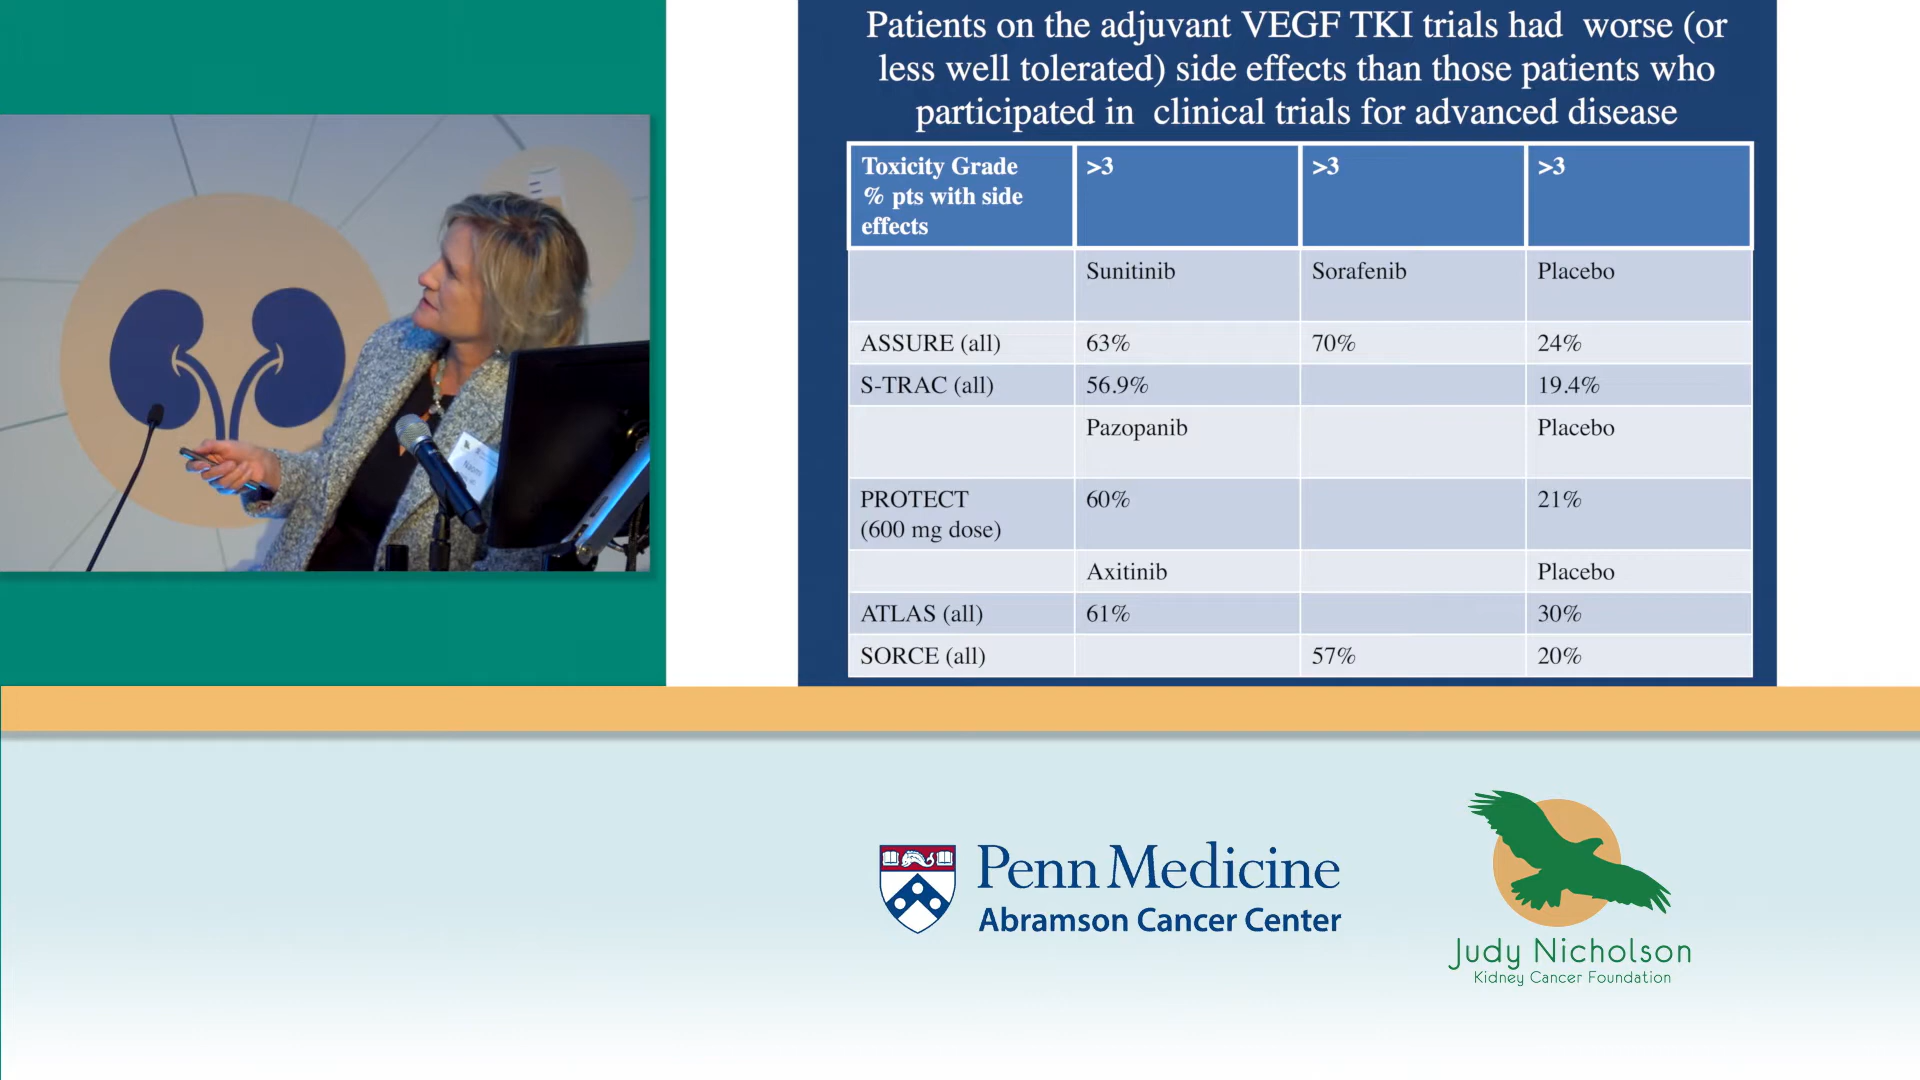 Patients on the adjuvant VEGF TKI trials had worse (or
less well tolerated) side effects than those patients who
participated in clinical trials for advanced disease
Toxicity Grade
% pts with side
effects
>3
>3
>3
Sunitinib
Sorafenib
Placebo
ASSURE (all)
63%
70%
24%
S-TRAC (all)
56.9%
19.4%
Pazopanib
Placebo
PROTECT
(600 mg dose)
60%
21%
Axitinib
Placebo
ATLAS (all)
61%
30%
SORCE (all)
57%
20%
Naomi
Penn Medicine
Abramson Cancer Center
Judy Nicholson
Kidney Cancer Foundation